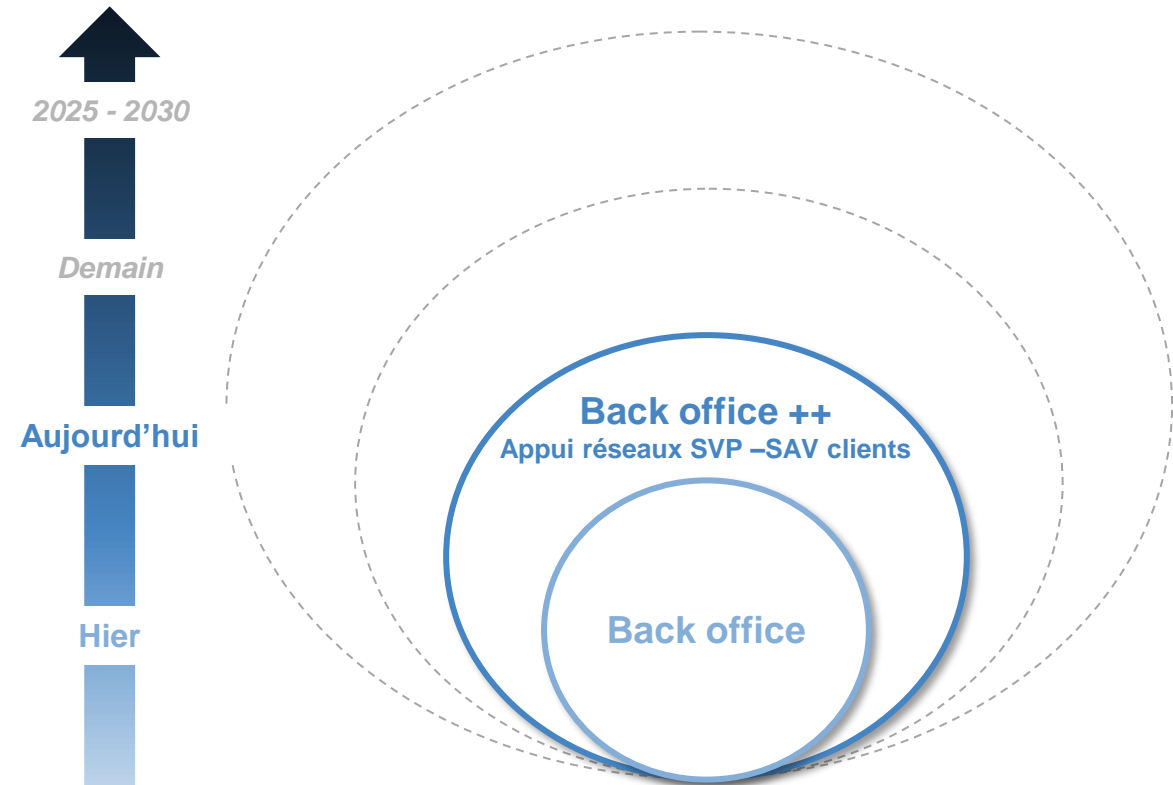 2025 - 2030
Demain
Aujourd’hui
Back office ++
Appui réseaux SVP –SAV clients
Hier
Back office